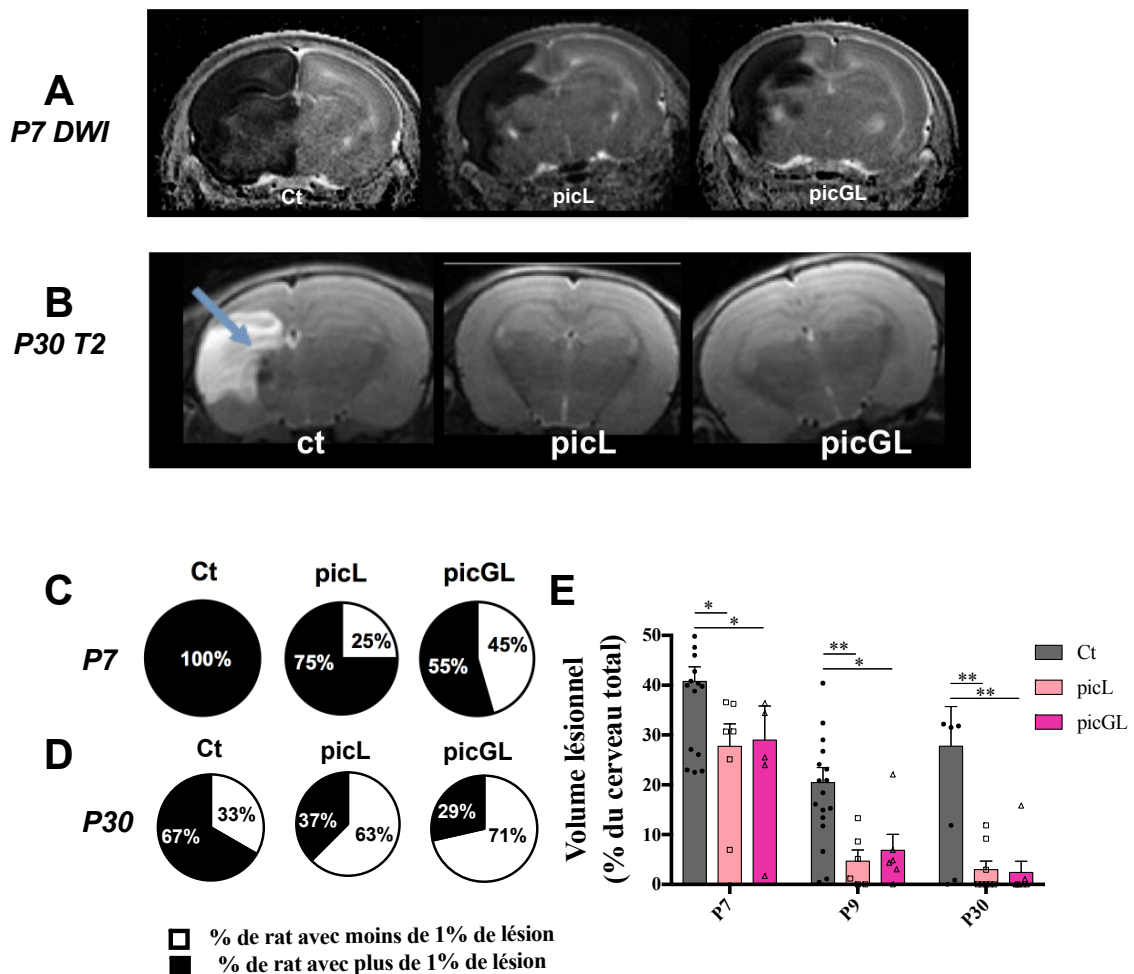 A
P7 DWI
Ct
picL
picGL
B
P30 T2
ct
picL
picGL
C
Ct
picL
picGL
P7
100%
75%
25%
55%
45%
D
Ct
picL
picGL
P30
67%
33%
37%
63%
29%
71%
% de rat avec moins de 1% de lésion
% de rat avec plus de 1% de lésion
E
Volume lésionnel
(% du cerveau total)
50
40
30
20
10
0
*
*
**
*
**
**
P7
P9
P30
Ct
picL
picGL